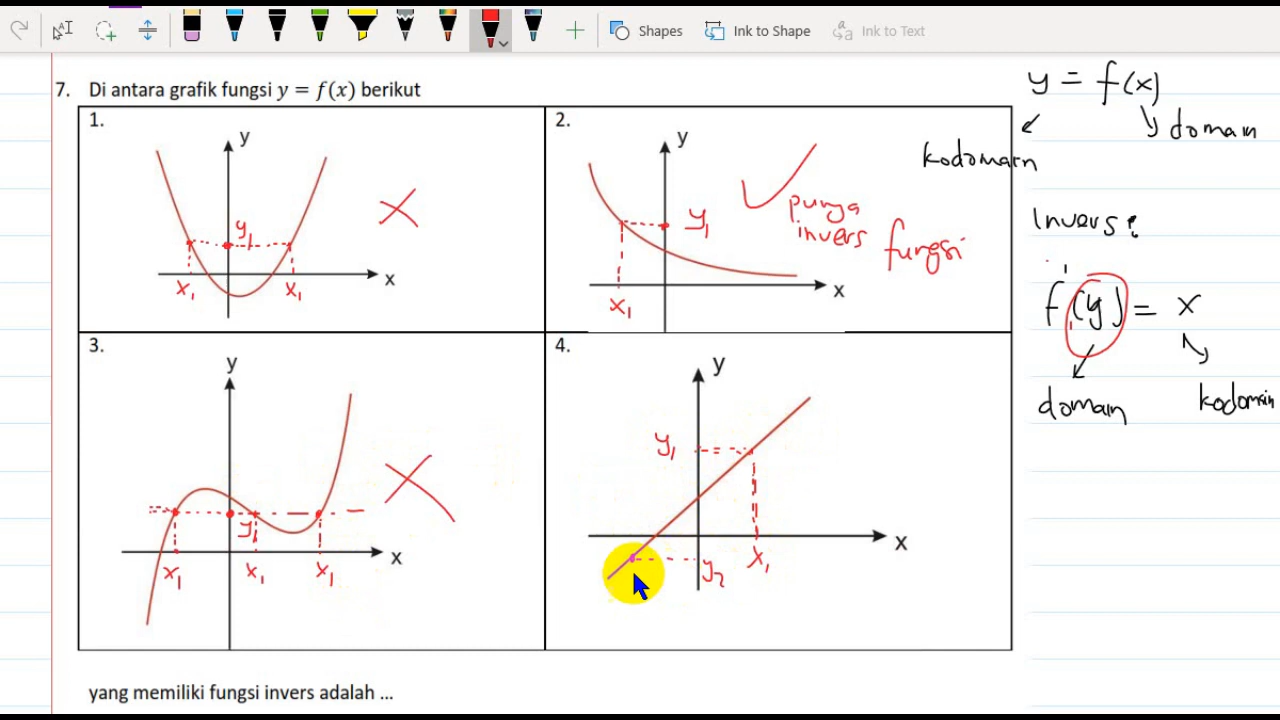 Shapes Ink to Shape Ink to Text
7. Di antara grafik fungsi y = f(x) berikut
1.
y
y₁
x₁ x₁
x
2.
y
y₁
x₁
x
punya
invers fungsi
3.
y
y₁
x₁ x₁ x₁
x
4.
y
y₁
x₁
y₂
x
yang memiliki fungsi invers adalah ...
y = f(x)
kodomain domain
Invers:
f⁻¹(y) = x
domain kodomain